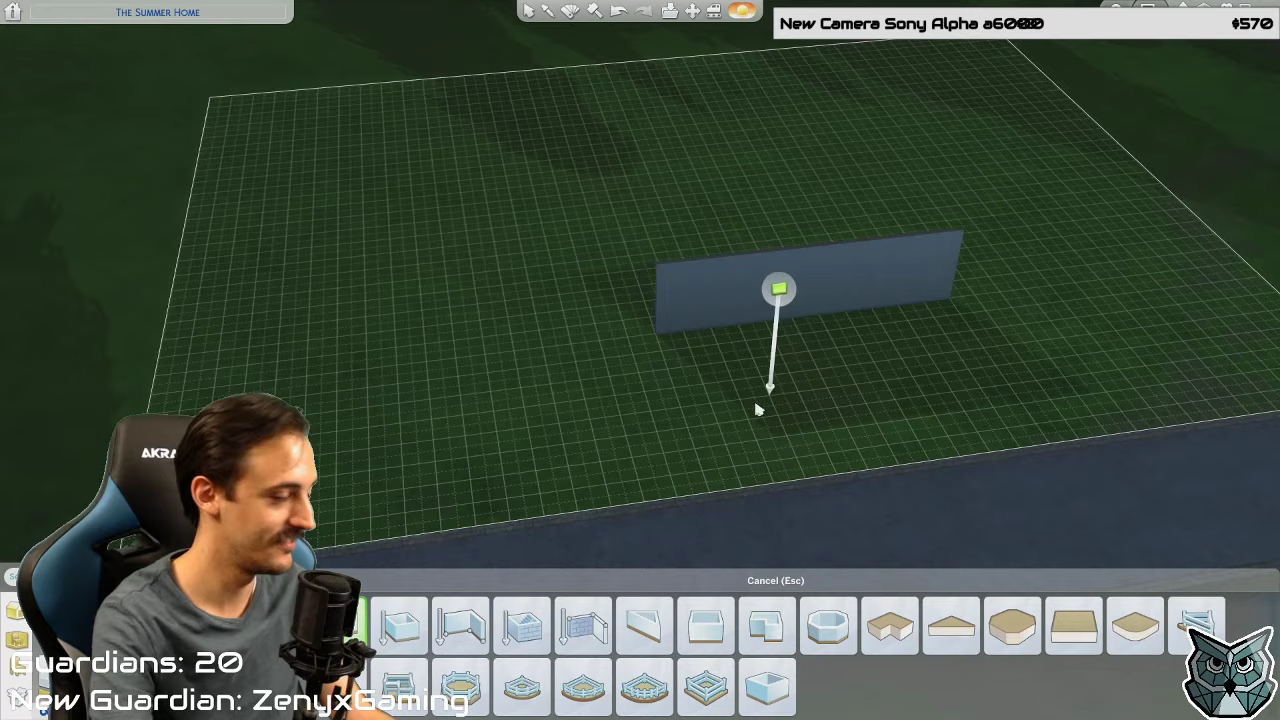 The Summer Home
New Camera Sony Alpha a6000 $570
AKRA
Cancel (Esc)
Guardians: 20
New Guardian: ZenyxGaming